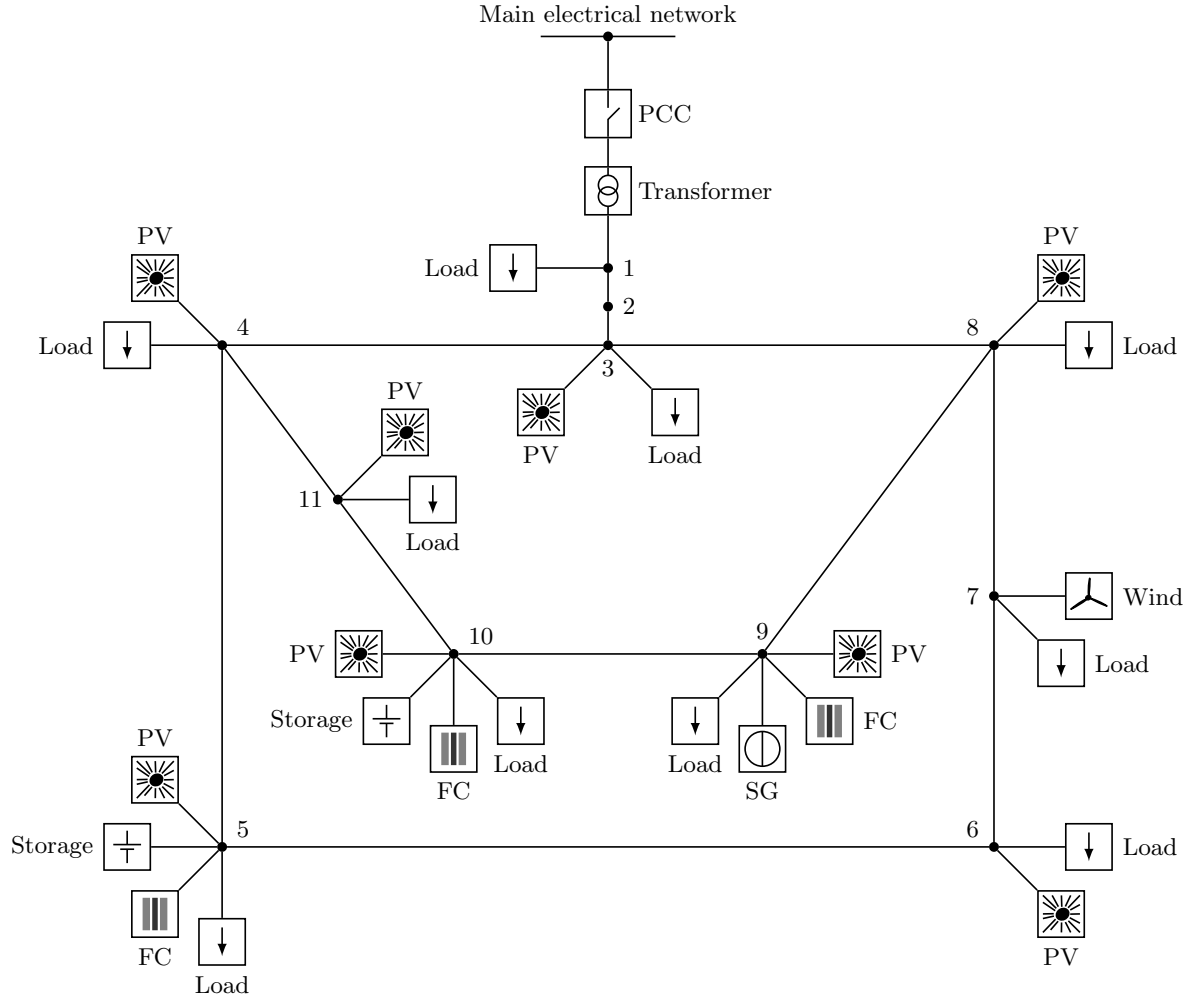 Main electrical network
PCC
Transformer
PV
PV
Load
1
2
4
8
Load
Load
3
PV
PV
Load
11
Load
7
Wind
10
9
PV
PV
Load
Storage
FC
Load
Load
FC
SG
PV
5
6
Storage
Load
FC
PV
Load